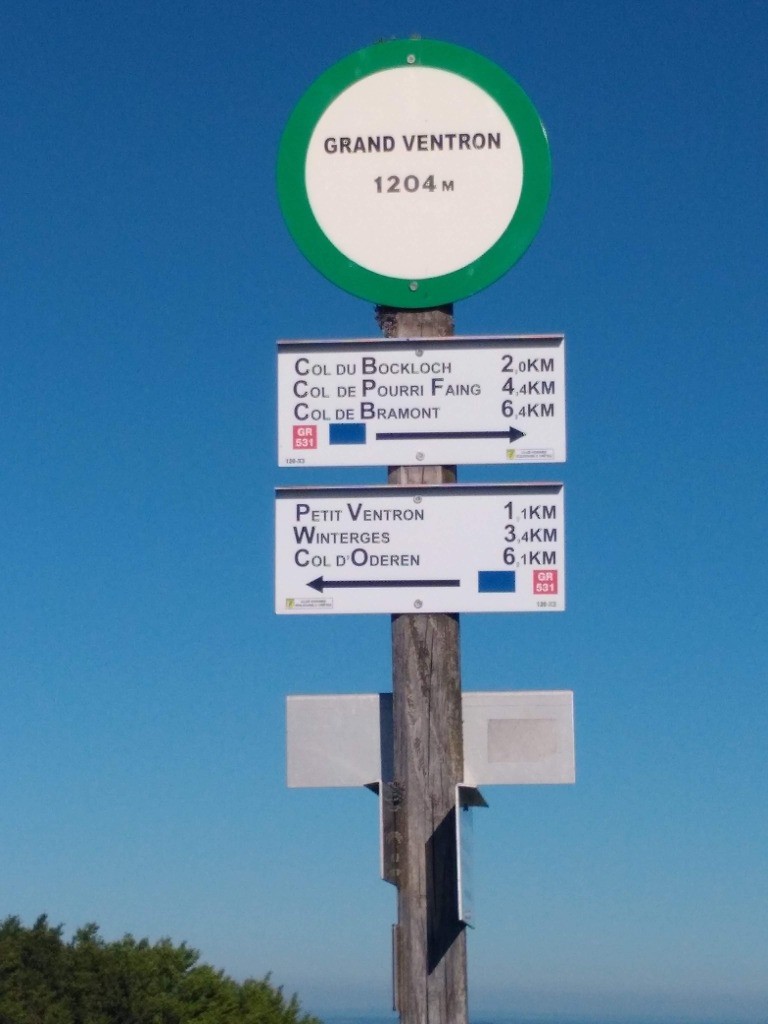 GRAND VENTRON
1204 M
COL DU BOCKLOCH 2,0KM
COL DE POURRI FAING 4,4KM
COL DE BRAMONT 6,4KM
GR
531
PETIT VENTRON 1,1KM
WINTERGES 3,4KM
COL D'ODEREN 6,1KM
GR
531